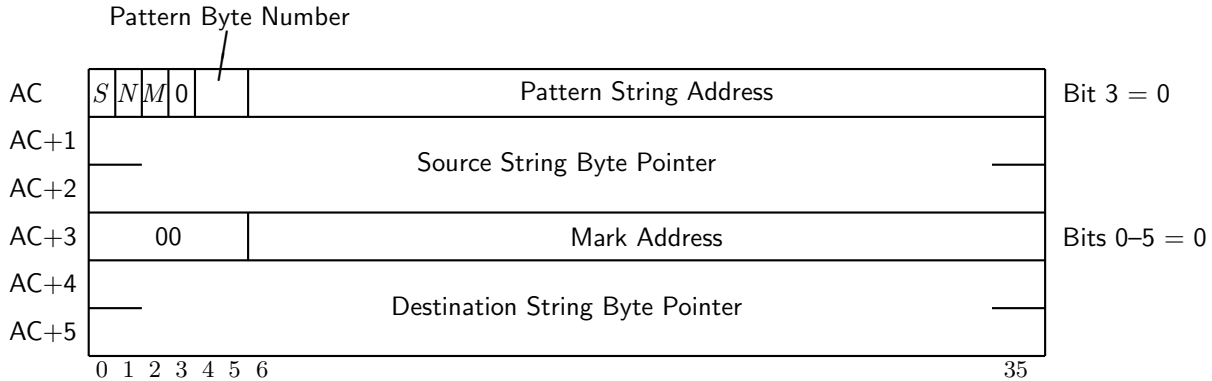 Pattern Byte Number
AC S N M 0 Pattern String Address Bit 3 = 0
AC+1
Source String Byte Pointer
AC+2
AC+3 00 Mark Address Bits 0–5 = 0
AC+4
Destination String Byte Pointer
AC+5
0 1 2 3 4 5 6 35